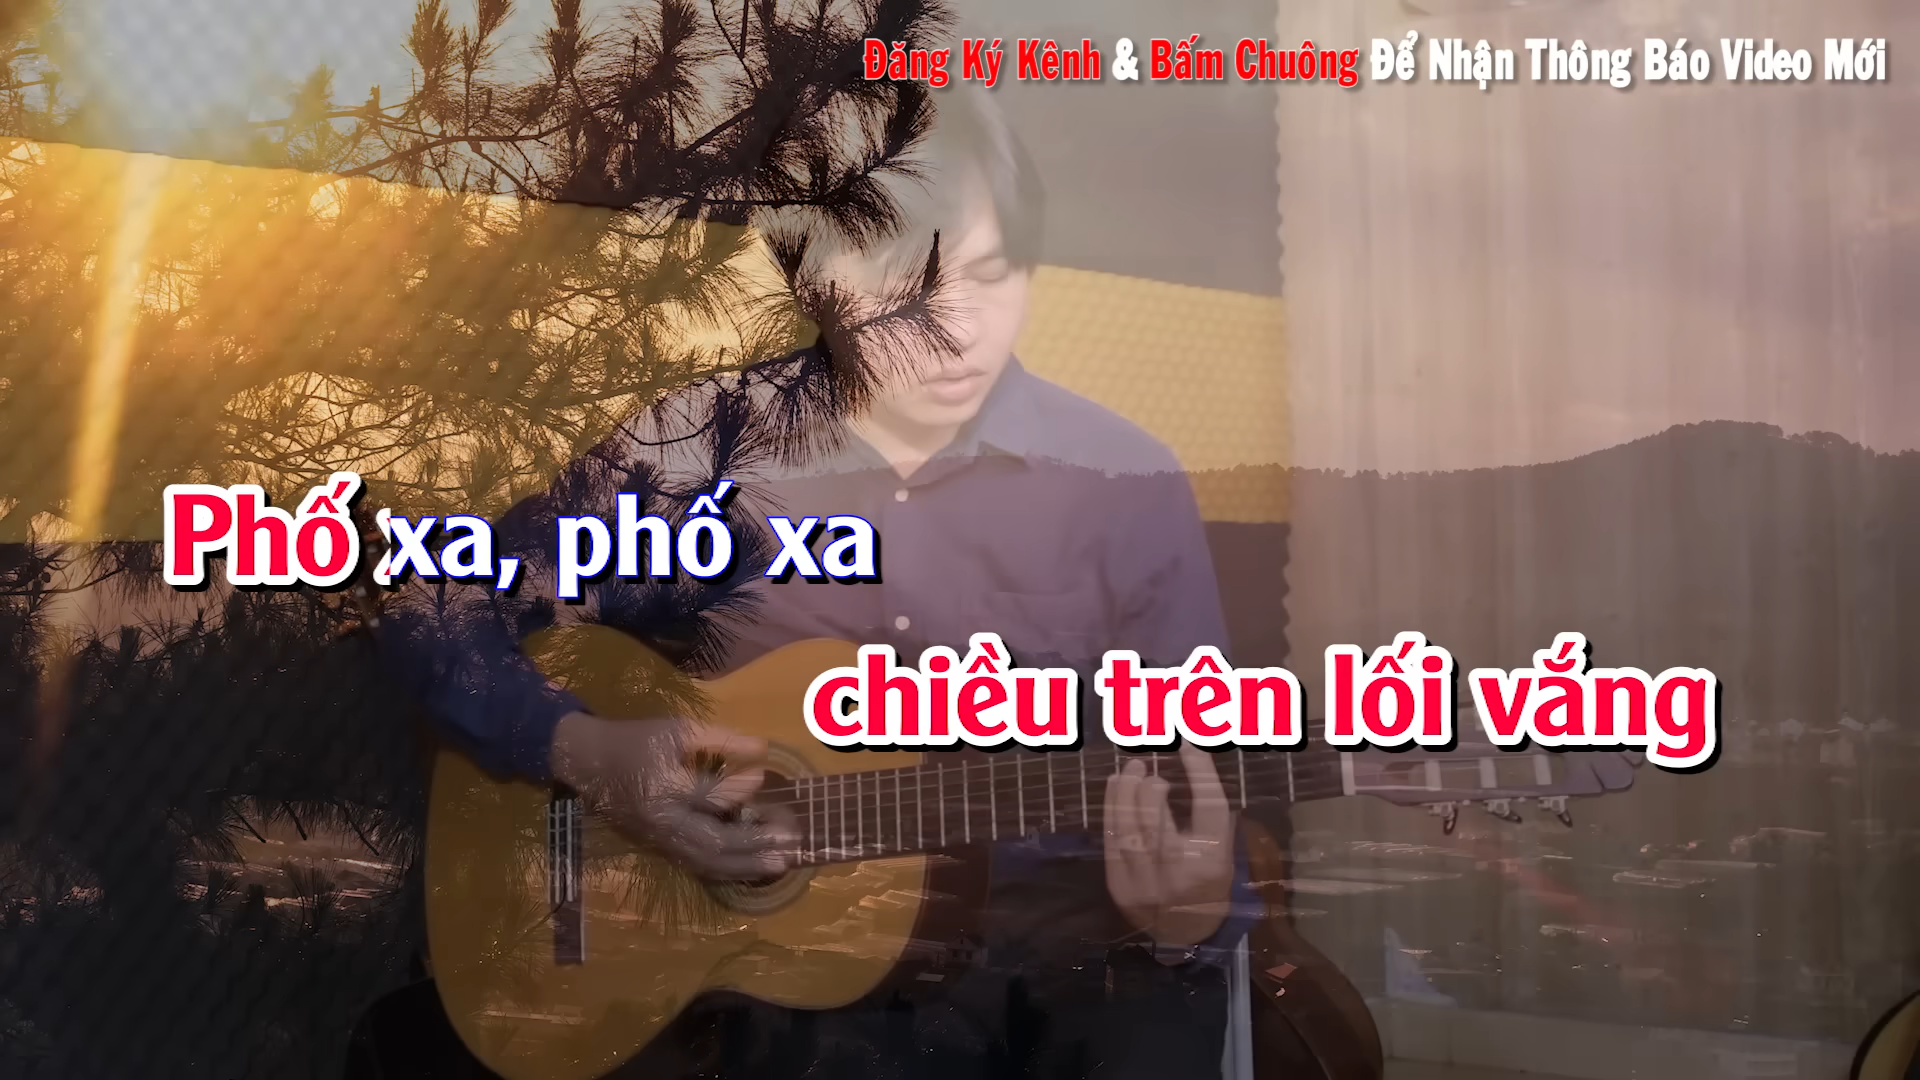 Đăng Ký Kênh & Bấm Chuông Để Nhận Thông Báo Video Mới
Phố xa, phố xa
chiều trên lối vắng